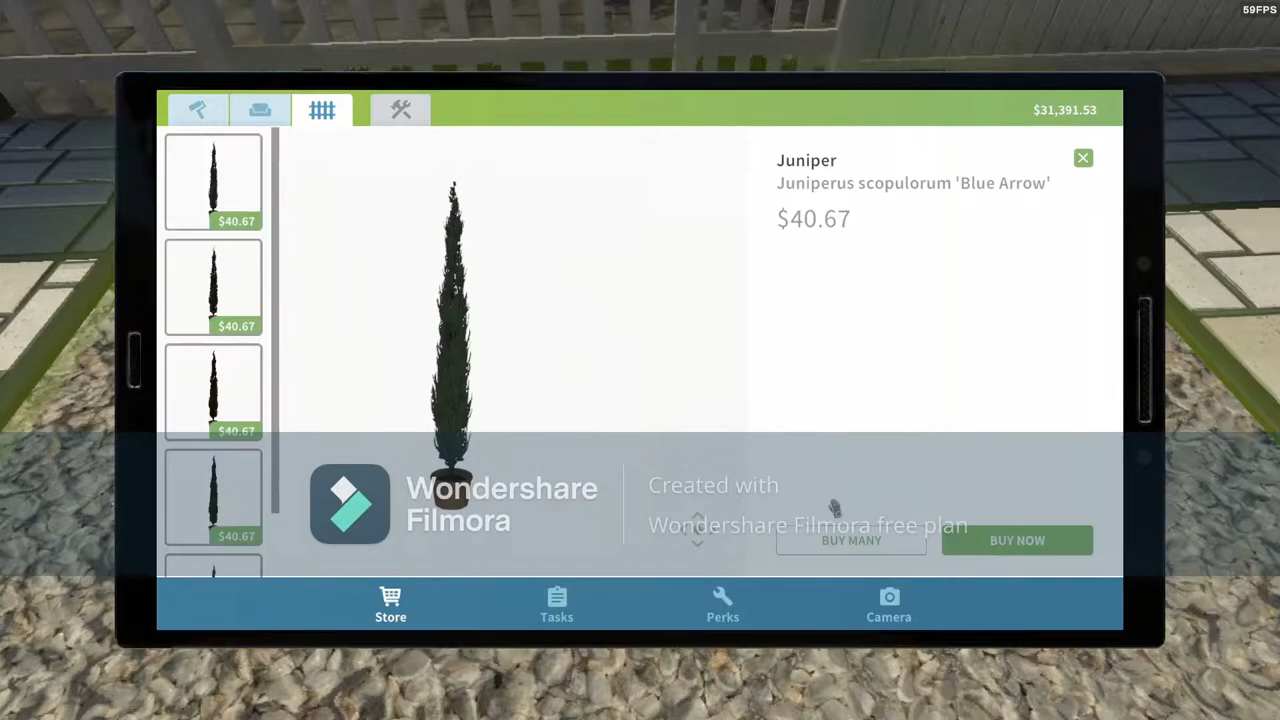 59FPS
$31,391.53
Juniper
Juniperus scopulorum 'Blue Arrow'
$40.67
$40.67
$40.67
$40.67
$40.67
Wondershare
Filmora
Created with
Wondershare Filmora free plan
BUY MANY
BUY NOW
Store
Tasks
Perks
Camera